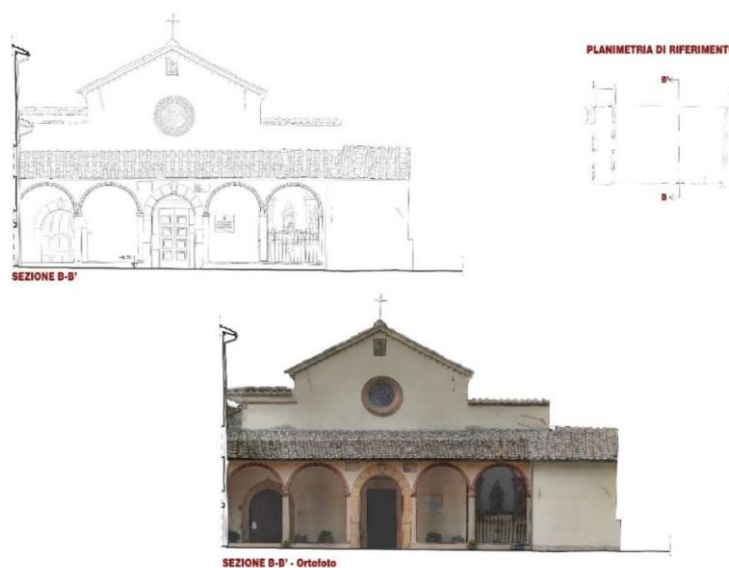 PLANIMETRIA DI RIFERIMENT
B'
B
SEZIONE B-B'
SEZIONE B-B' - Ortofoto